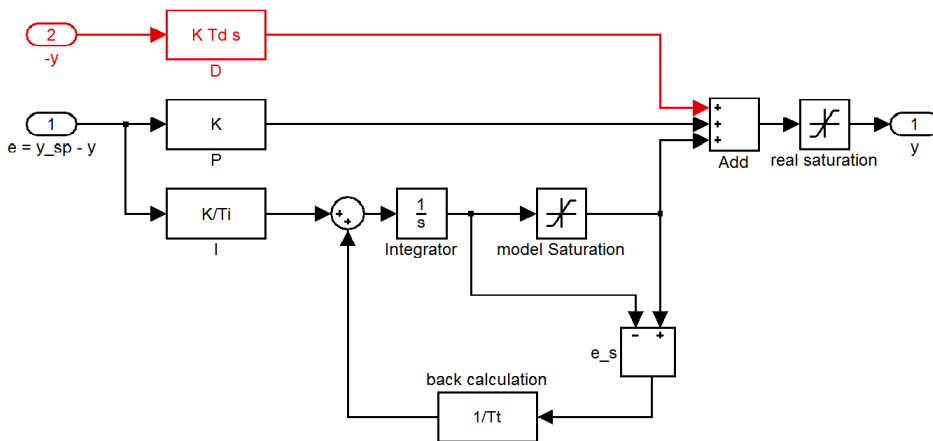 2
-y
K Td s
D
1
e = y_sp - y
K
P
+
+
+
Add
real saturation
1
y
K/Ti
I
+
+
1
s
Integrator
model Saturation
−
+
e_s
back calculation
1/Tt